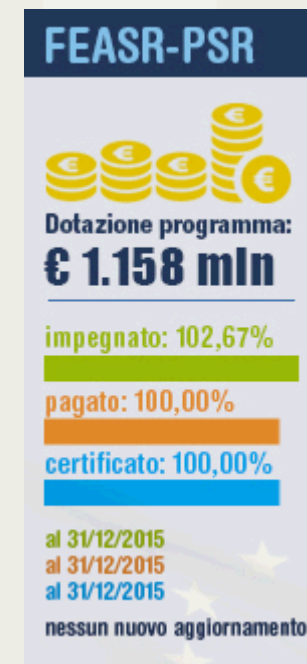 FEASR-PSR
Dotazione programma:
€ 1.158 mln
impegnato: 102,67%
pagato: 100,00%
certificato: 100,00%
al 31/12/2015
al 31/12/2015
al 31/12/2015
nessun nuovo aggiornamento